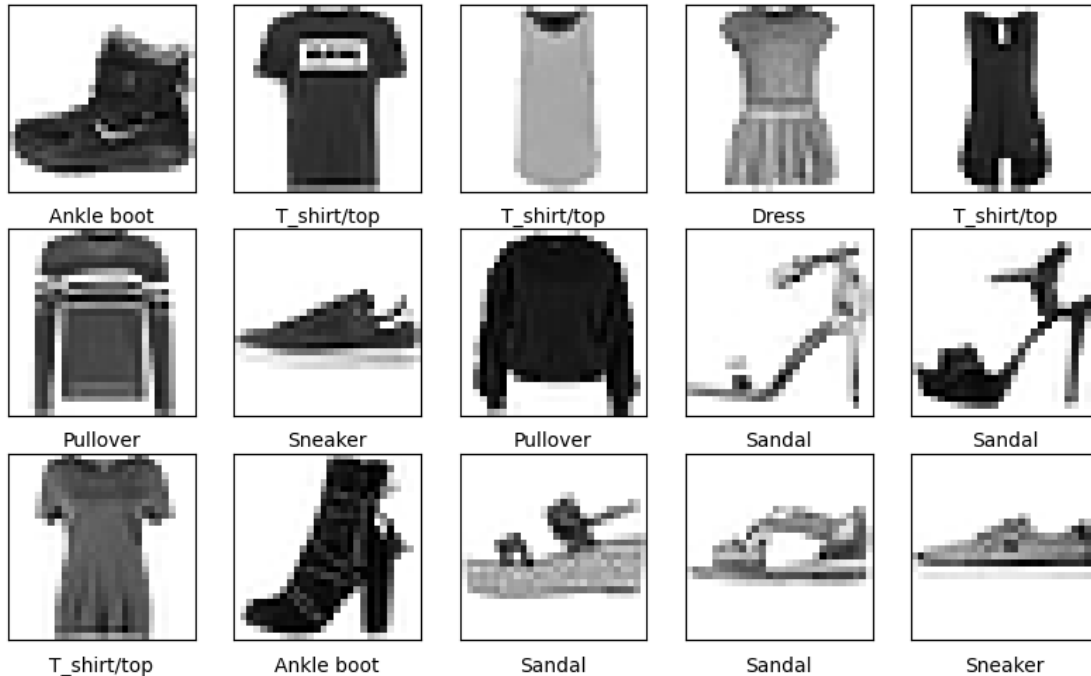 Ankle boot T_shirt/top T_shirt/top Dress T_shirt/top
Pullover Sneaker Pullover Sandal Sandal
T_shirt/top Ankle boot Sandal Sandal Sneaker